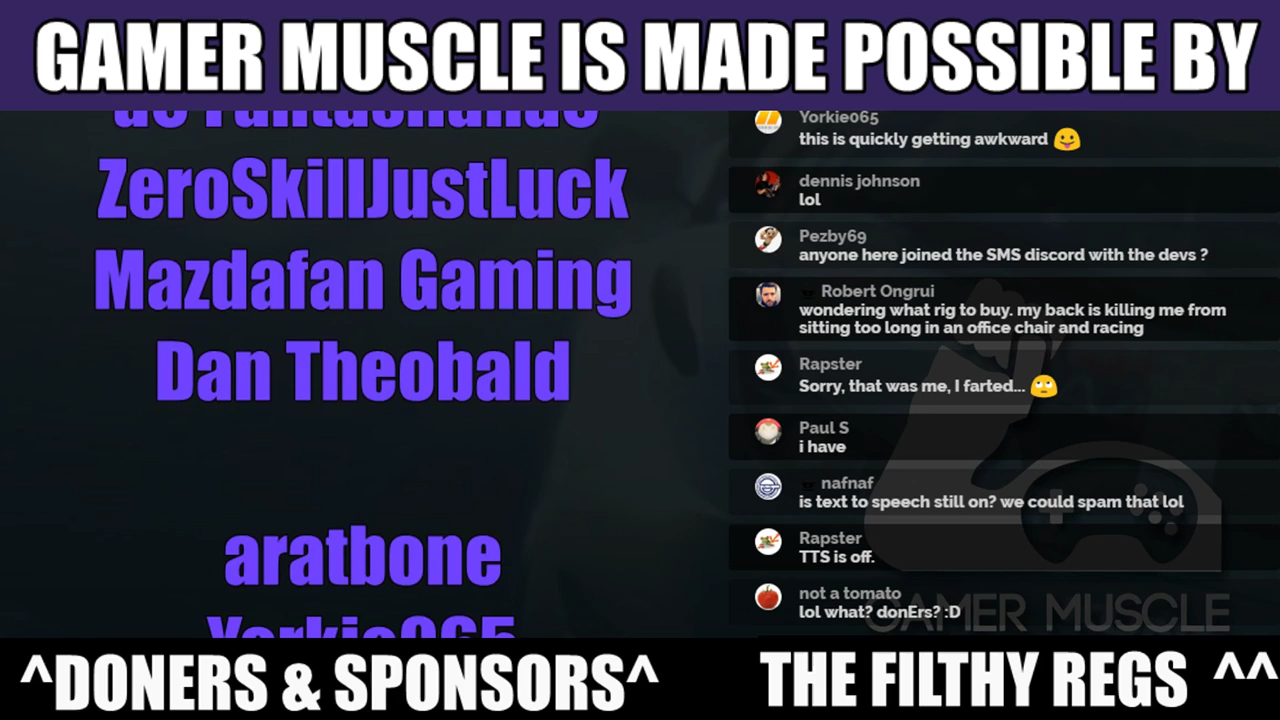 GAMER MUSCLE IS MADE POSSIBLE BY
ZeroSkillJustLuck
Mazdafan Gaming
Dan Theobald
aratbone
Yorkie065
^DONERS & SPONSORS^
Yorkie065
this is quickly getting awkward 😛
dennis johnson
lol
Pezby69
anyone here joined the SMS discord with the devs ?
Robert Ongrui
wondering what rig to buy. my back is killing me from
sitting too long in an office chair and racing
Rapster
Sorry, that was me, I farted... 🙄
Paul S
i have
nafnaf
is text to speech still on? we could spam that lol
Rapster
TTS is off.
not a tomato
lol what? donErs? :D
GAMER MUSCLE
THE FILTHY REGS ^^